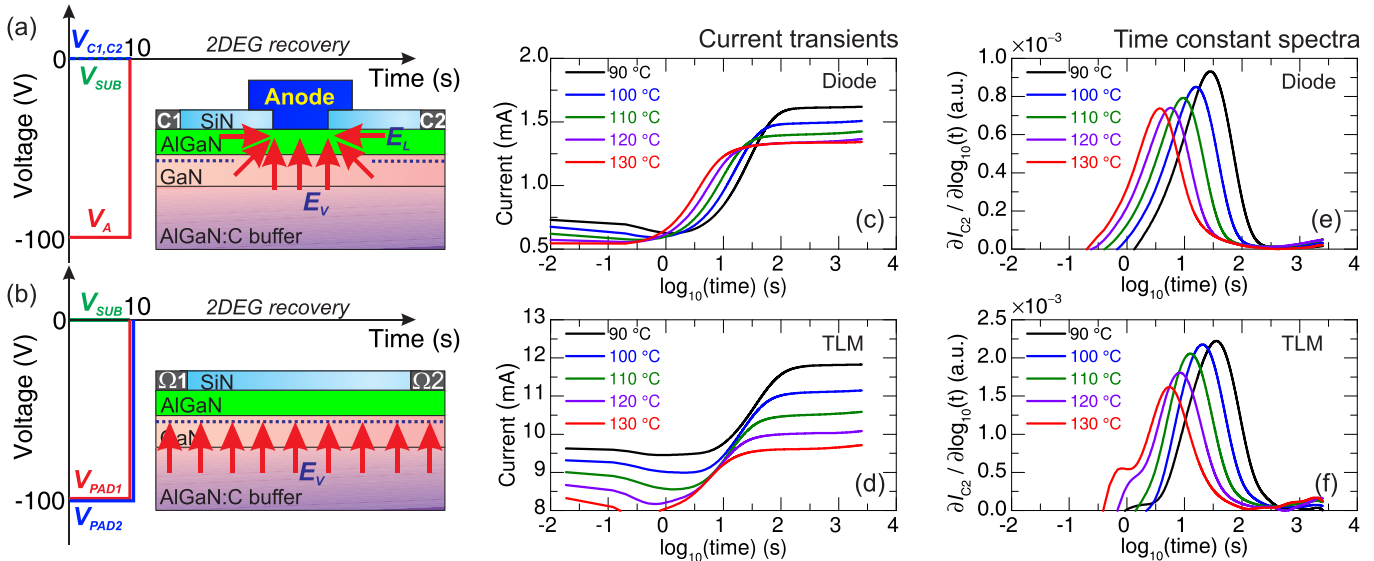 (a)
V_C1,C2 10 2DEG recovery
0
V_SUB
Time (s)
Voltage (V)
V_A
-100
Anode
C1 SiN C2
AlGaN E_L
GaN
E_V
AlGaN:C buffer
(b)
V_SUB 10 2DEG recovery
0
Time (s)
Voltage (V)
V_PAD1
-100
V_PAD2
Ω1 SiN Ω2
AlGaN
GaN
E_V
AlGaN:C buffer
Current transients
2.0
1.5
1.0
0.5
Current (mA)
90 °C
100 °C
110 °C
120 °C
130 °C
Diode
(c)
-2 -1 0 1 2 3 4
log10(time) (s)
13
12
11
10
9
8
Current (mA)
90 °C
100 °C
110 °C
120 °C
130 °C
TLM
(d)
-2 -1 0 1 2 3 4
log10(time) (s)
Time constant spectra
×10⁻³
1.0
0.8
0.6
0.4
0.2
0.0
∂I_C2 / ∂log10(t) (a.u.)
90 °C
100 °C
110 °C
120 °C
130 °C
Diode
(e)
-2 -1 0 1 2 3 4
log10(time) (s)
×10⁻³
2.5
2.0
1.5
1.0
0.5
0.0
∂I_C2 / ∂log10(t) (a.u.)
90 °C
100 °C
110 °C
120 °C
130 °C
TLM
(f)
-2 -1 0 1 2 3 4
log10(time) (s)